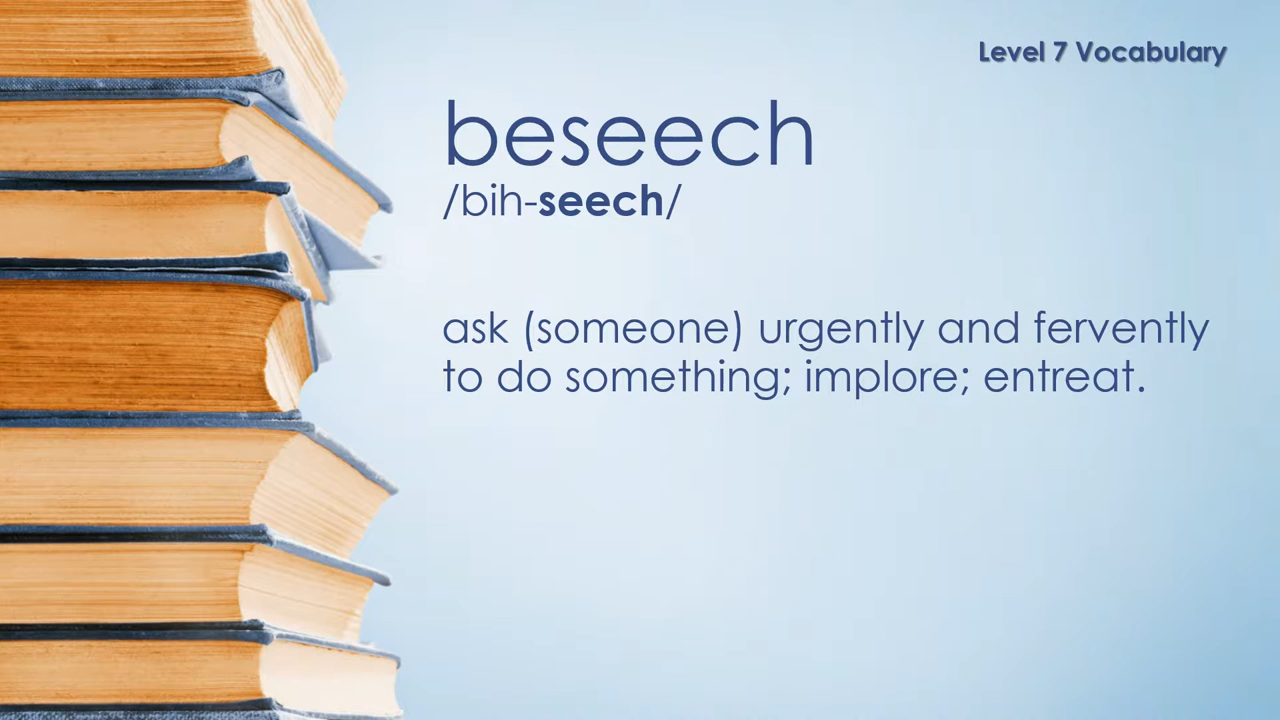 Level 7 Vocabulary
beseech
/bih-seech/
ask (someone) urgently and fervently
to do something; implore; entreat.